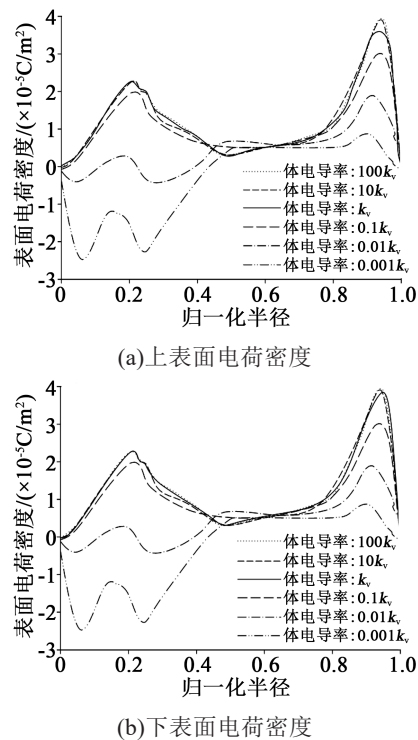 4
3
2
1
0
-1
-2
-3
表面电荷密度/(×10⁻⁵C/m²)
体电导率:100kᵥ
体电导率:10kᵥ
体电导率:kᵥ
体电导率:0.1kᵥ
体电导率:0.01kᵥ
体电导率:0.001kᵥ
0 0.2 0.4 0.6 0.8 1.0
归一化半径
(a)上表面电荷密度
4
3
2
1
0
-1
-2
-3
表面电荷密度/(×10⁻⁵C/m²)
体电导率:100kᵥ
体电导率:10kᵥ
体电导率:kᵥ
体电导率:0.1kᵥ
体电导率:0.01kᵥ
体电导率:0.001kᵥ
0 0.2 0.4 0.6 0.8 1.0
归一化半径
(b)下表面电荷密度